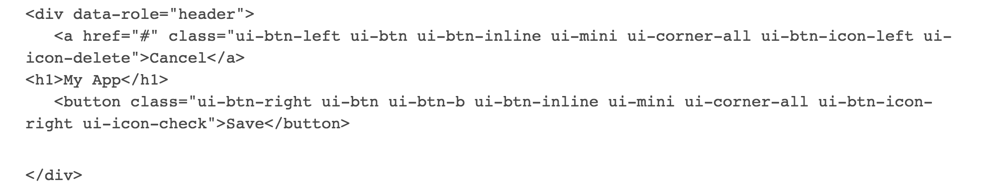 <div data-role="header">
   <a href="#" class="ui-btn-left ui-btn ui-btn-inline ui-mini ui-corner-all ui-btn-icon-left ui-
icon-delete">Cancel</a>
<h1>My App</h1>
   <button class="ui-btn-right ui-btn ui-btn-b ui-btn-inline ui-mini ui-corner-all ui-btn-icon-
right ui-icon-check">Save</button>
</div>